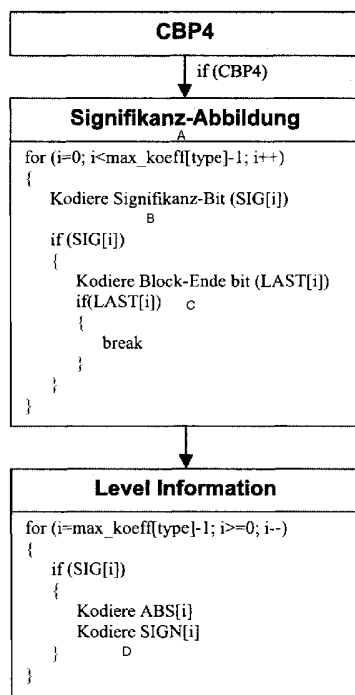 CBP4
if (CBP4)
Signifikanz-Abbildung
A
for (i=0; i<max_koeff[type]-1; i++)
{
Kodiere Signifikanz-Bit (SIG[i])
B
if (SIG[i])
{
Kodiere Block-Ende bit (LAST[i])
if(LAST[i])
C
{
break
}
}
}
Level Information
for (i=max_koeff[type]-1; i>=0; i--)
{
if (SIG[i])
{
Kodiere ABS[i]
Kodiere SIGN[i]
}
D
}